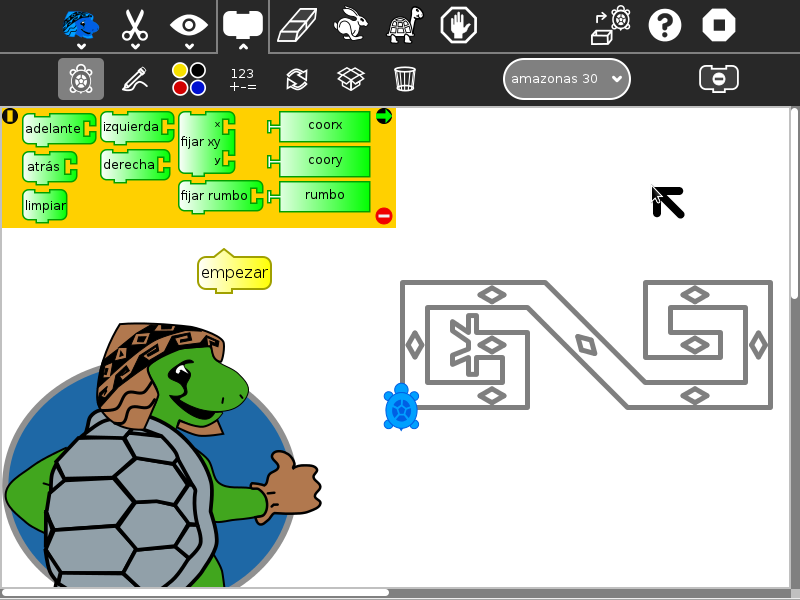 123
+-=
amazonas 30
adelante
izquierda
x
fijar xy
y
coorx
atrás
derecha
coory
limpiar
fijar rumbo
rumbo
empezar